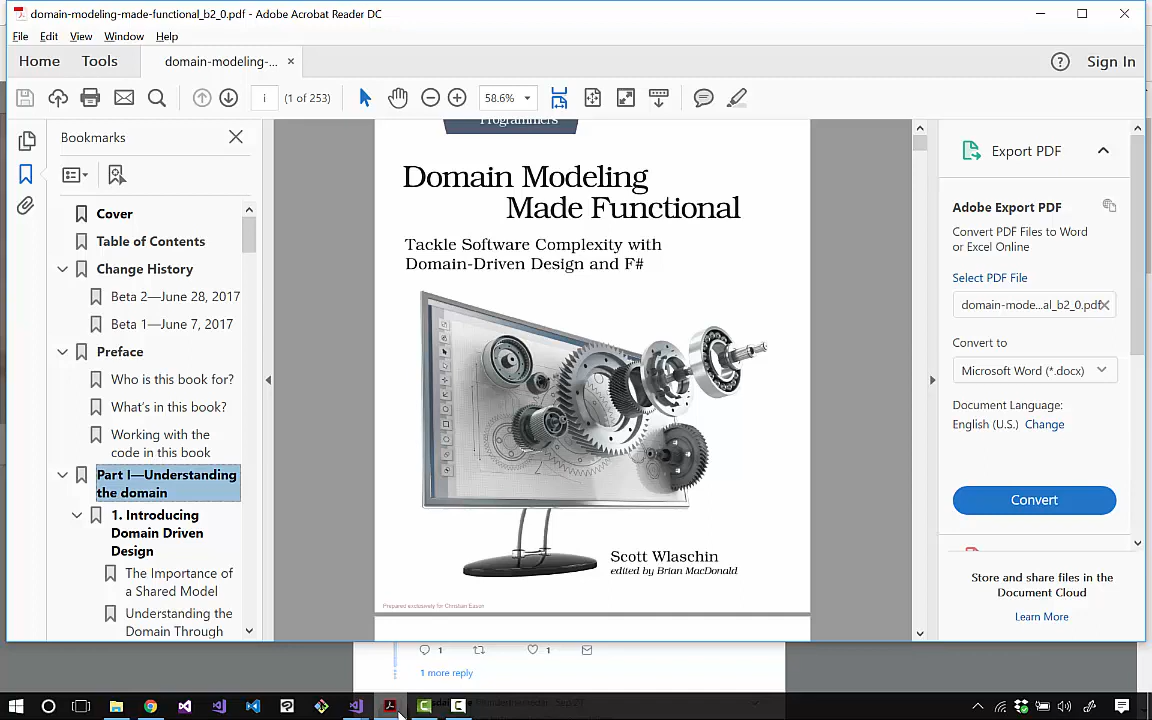 domain-modeling-made-functional_b2_0.pdf - Adobe Acrobat Reader DC
File Edit View Window Help
Home Tools domain-modeling-... × Sign In
i (1 of 253) 58.6%
Bookmarks
Cover
Table of Contents
Change History
Beta 2—June 28, 2017
Beta 1—June 7, 2017
Preface
Who is this book for?
What's in this book?
Working with the
code in this book
Part I—Understanding
the domain
1. Introducing
Domain Driven
Design
The Importance of
a Shared Model
Understanding the
Domain Through
Programmers
Domain Modeling
Made Functional
Tackle Software Complexity with
Domain-Driven Design and F#
Scott Wlaschin
edited by Brian MacDonald
Prepared exclusively for Christian Eason
Export PDF
Adobe Export PDF
Convert PDF Files to Word
or Excel Online
Select PDF File
domain-mode...al_b2_0.pdf
Convert to
Microsoft Word (*.docx)
Document Language:
English (U.S.) Change
Convert
Store and share files in the
Document Cloud
Learn More
1 1
1 more reply